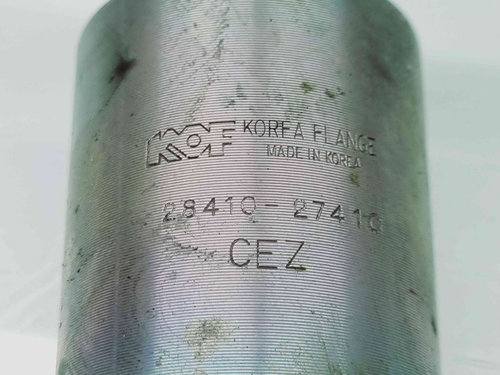 KOF KOREA FLANGE
MADE IN KOREA
28410-27410
CEZ